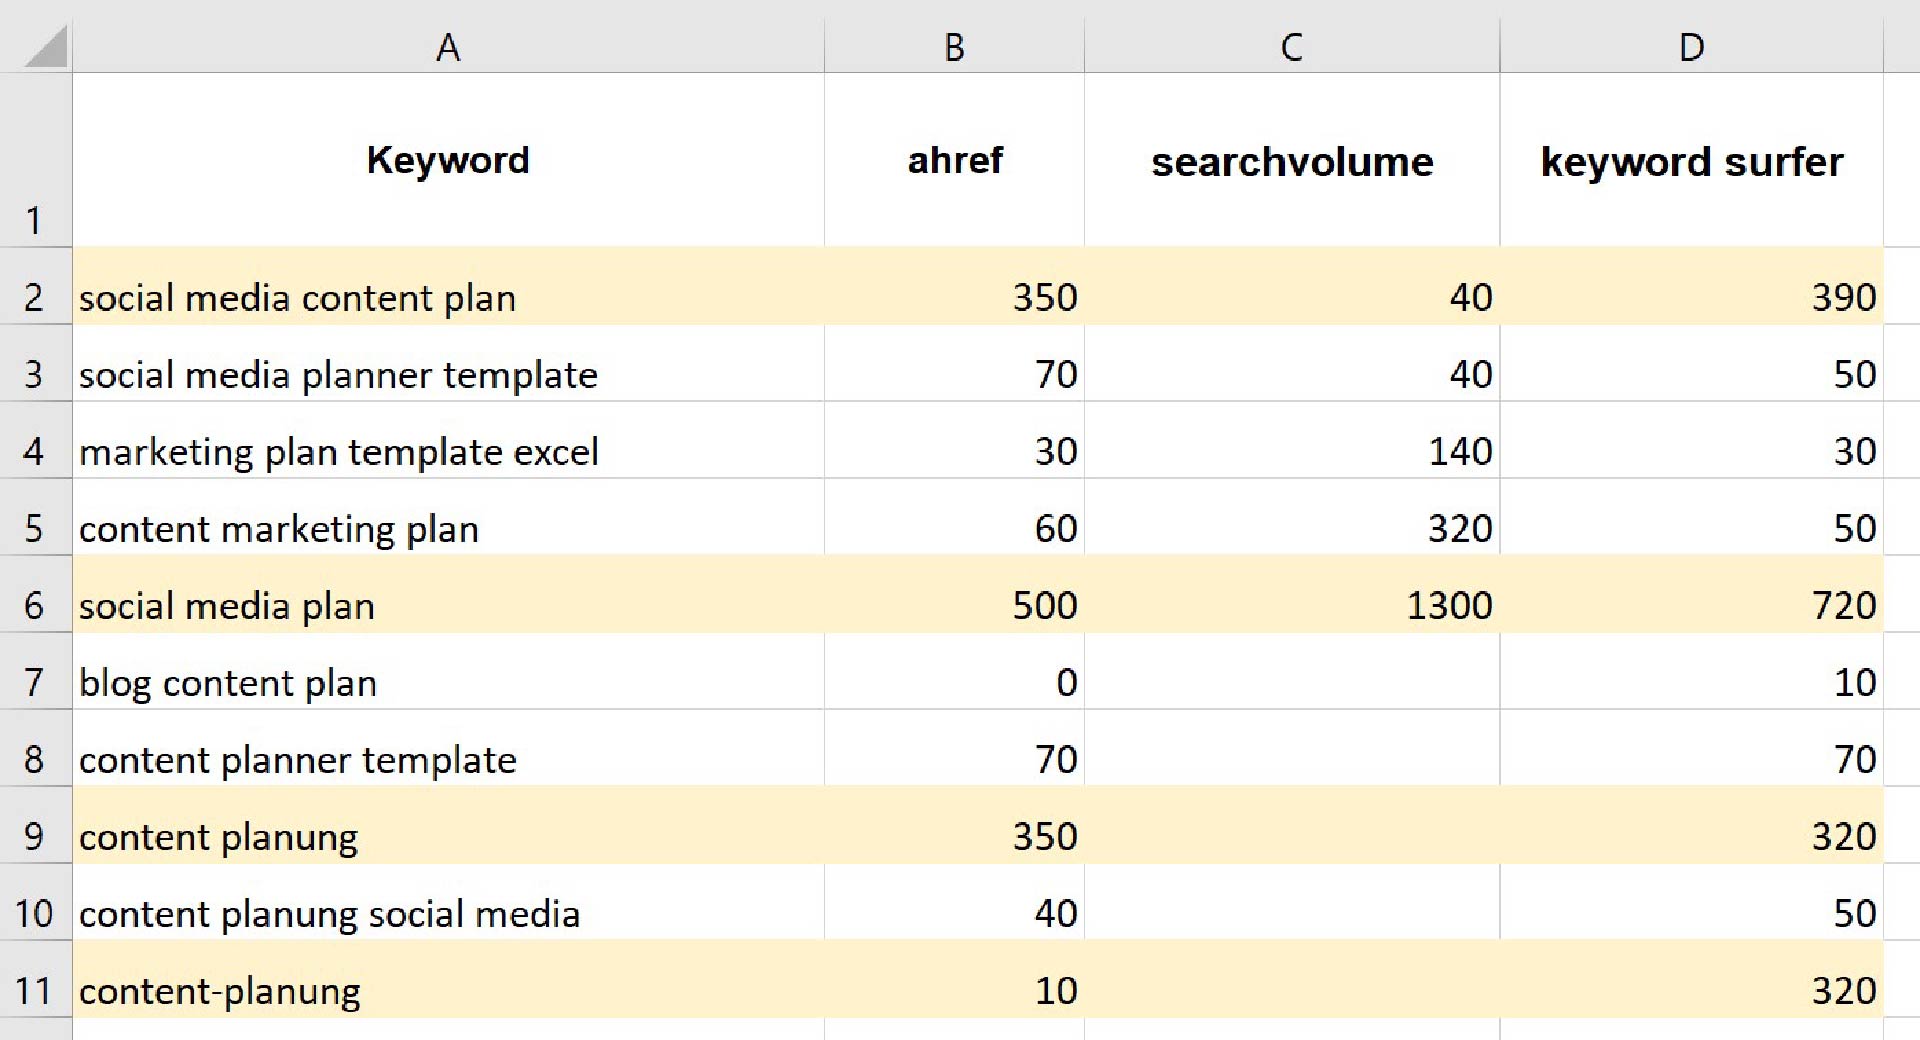 A B C D
1 Keyword ahref searchvolume keyword surfer
2 social media content plan 350 40 390
3 social media planner template 70 40 50
4 marketing plan template excel 30 140 30
5 content marketing plan 60 320 50
6 social media plan 500 1300 720
7 blog content plan 0 10
8 content planner template 70 70
9 content planung 350 320
10 content planung social media 40 50
11 content-planung 10 320